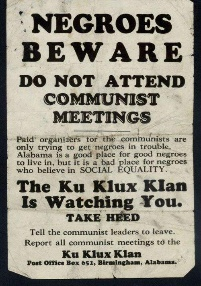 NEGROES
BEWARE
DO NOT ATTEND
COMMUNIST
MEETINGS
Paid organizers for the communists are
only trying to get negroes in trouble.
Alabama is a good place for good negroes
to live in, but it is a bad place for negroes
who believe in SOCIAL EQUALITY.
The Ku Klux Klan
Is Watching You.
TAKE HEED
Tell the communist leaders to leave.
Report all communist meetings to the
Ku Klux Klan
Post Office Box 651, Birmingham, Alabama.